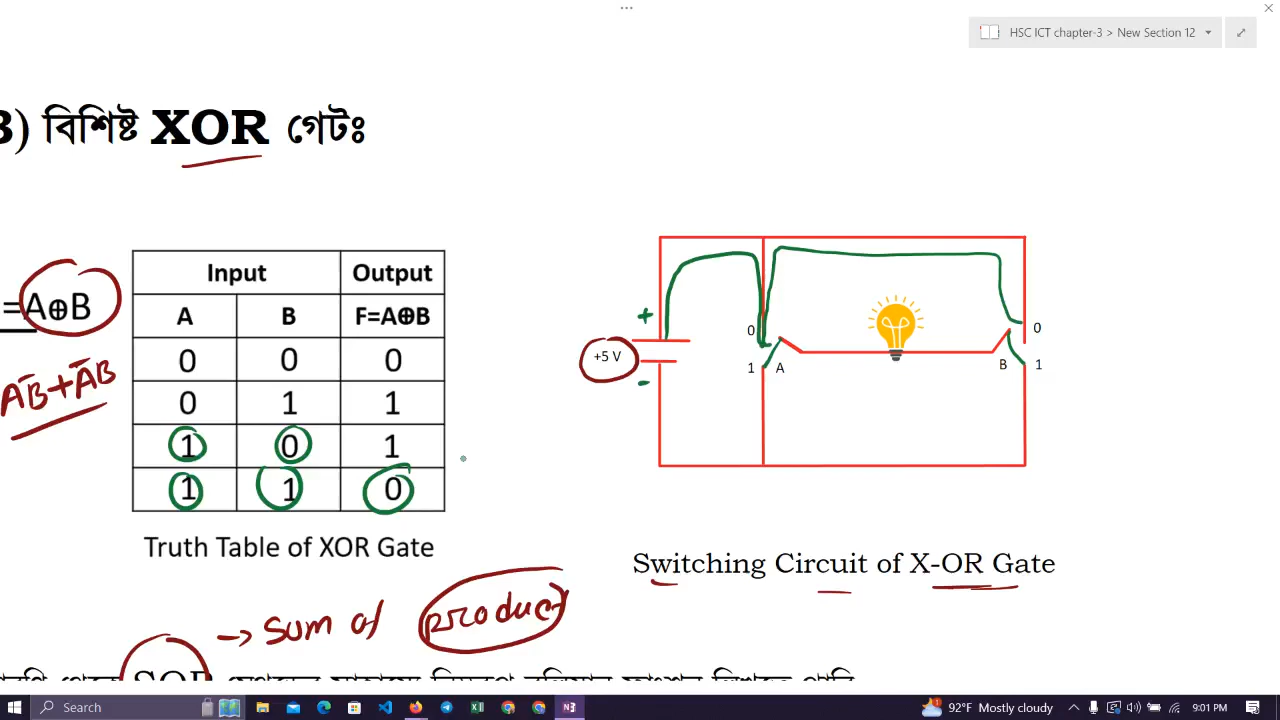 HSC ICT chapter-3 > New Section 12
B) বিশিষ্ট XOR গেটঃ
=A⊕B
AB̅+A̅B
Input Output
A B F=A⊕B
0 0 0
0 1 1
1 0 1
1 1 0
Truth Table of XOR Gate
+
+5 V
-
0
1 A
0
B 1
Switching Circuit of X-OR Gate
→ sum of product
SOP
Search
92°F Mostly cloudy
9:01 PM